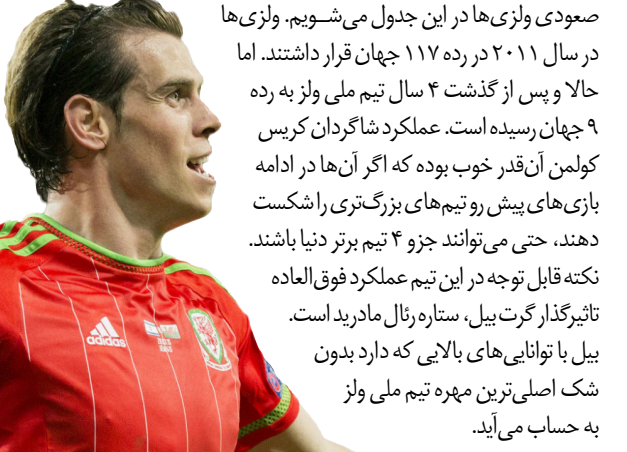 صعودی ولزی‌ها در این جدول می‌شـویم. ولزی‌ها
در سال ۲۰۱۱ در رده ۱۱۷ جهان قرار داشتند. اما
حالا و پس از گذشت ۴ سال تیم ملی ولز به رده
۹ جهان رسیده است. عملکرد شاگردان کریس
کولمن آن‌قدر خوب بوده که اگر آن‌ها در ادامه
بازی‌های پیش رو تیم‌های بزرگ‌تری را شکست
دهند، حتی می‌توانند جزو ۴ تیم برتر دنیا باشند.
نکته قابل توجه در این تیم عملکرد فوق‌العاده
تاثیرگذار گرت بیل، ستاره رئال مادرید است.
بیل با توانایی‌های بالایی که دارد بدون
شک اصلی‌ترین مهره تیم ملی ولز
به حساب می‌آید.
adidas